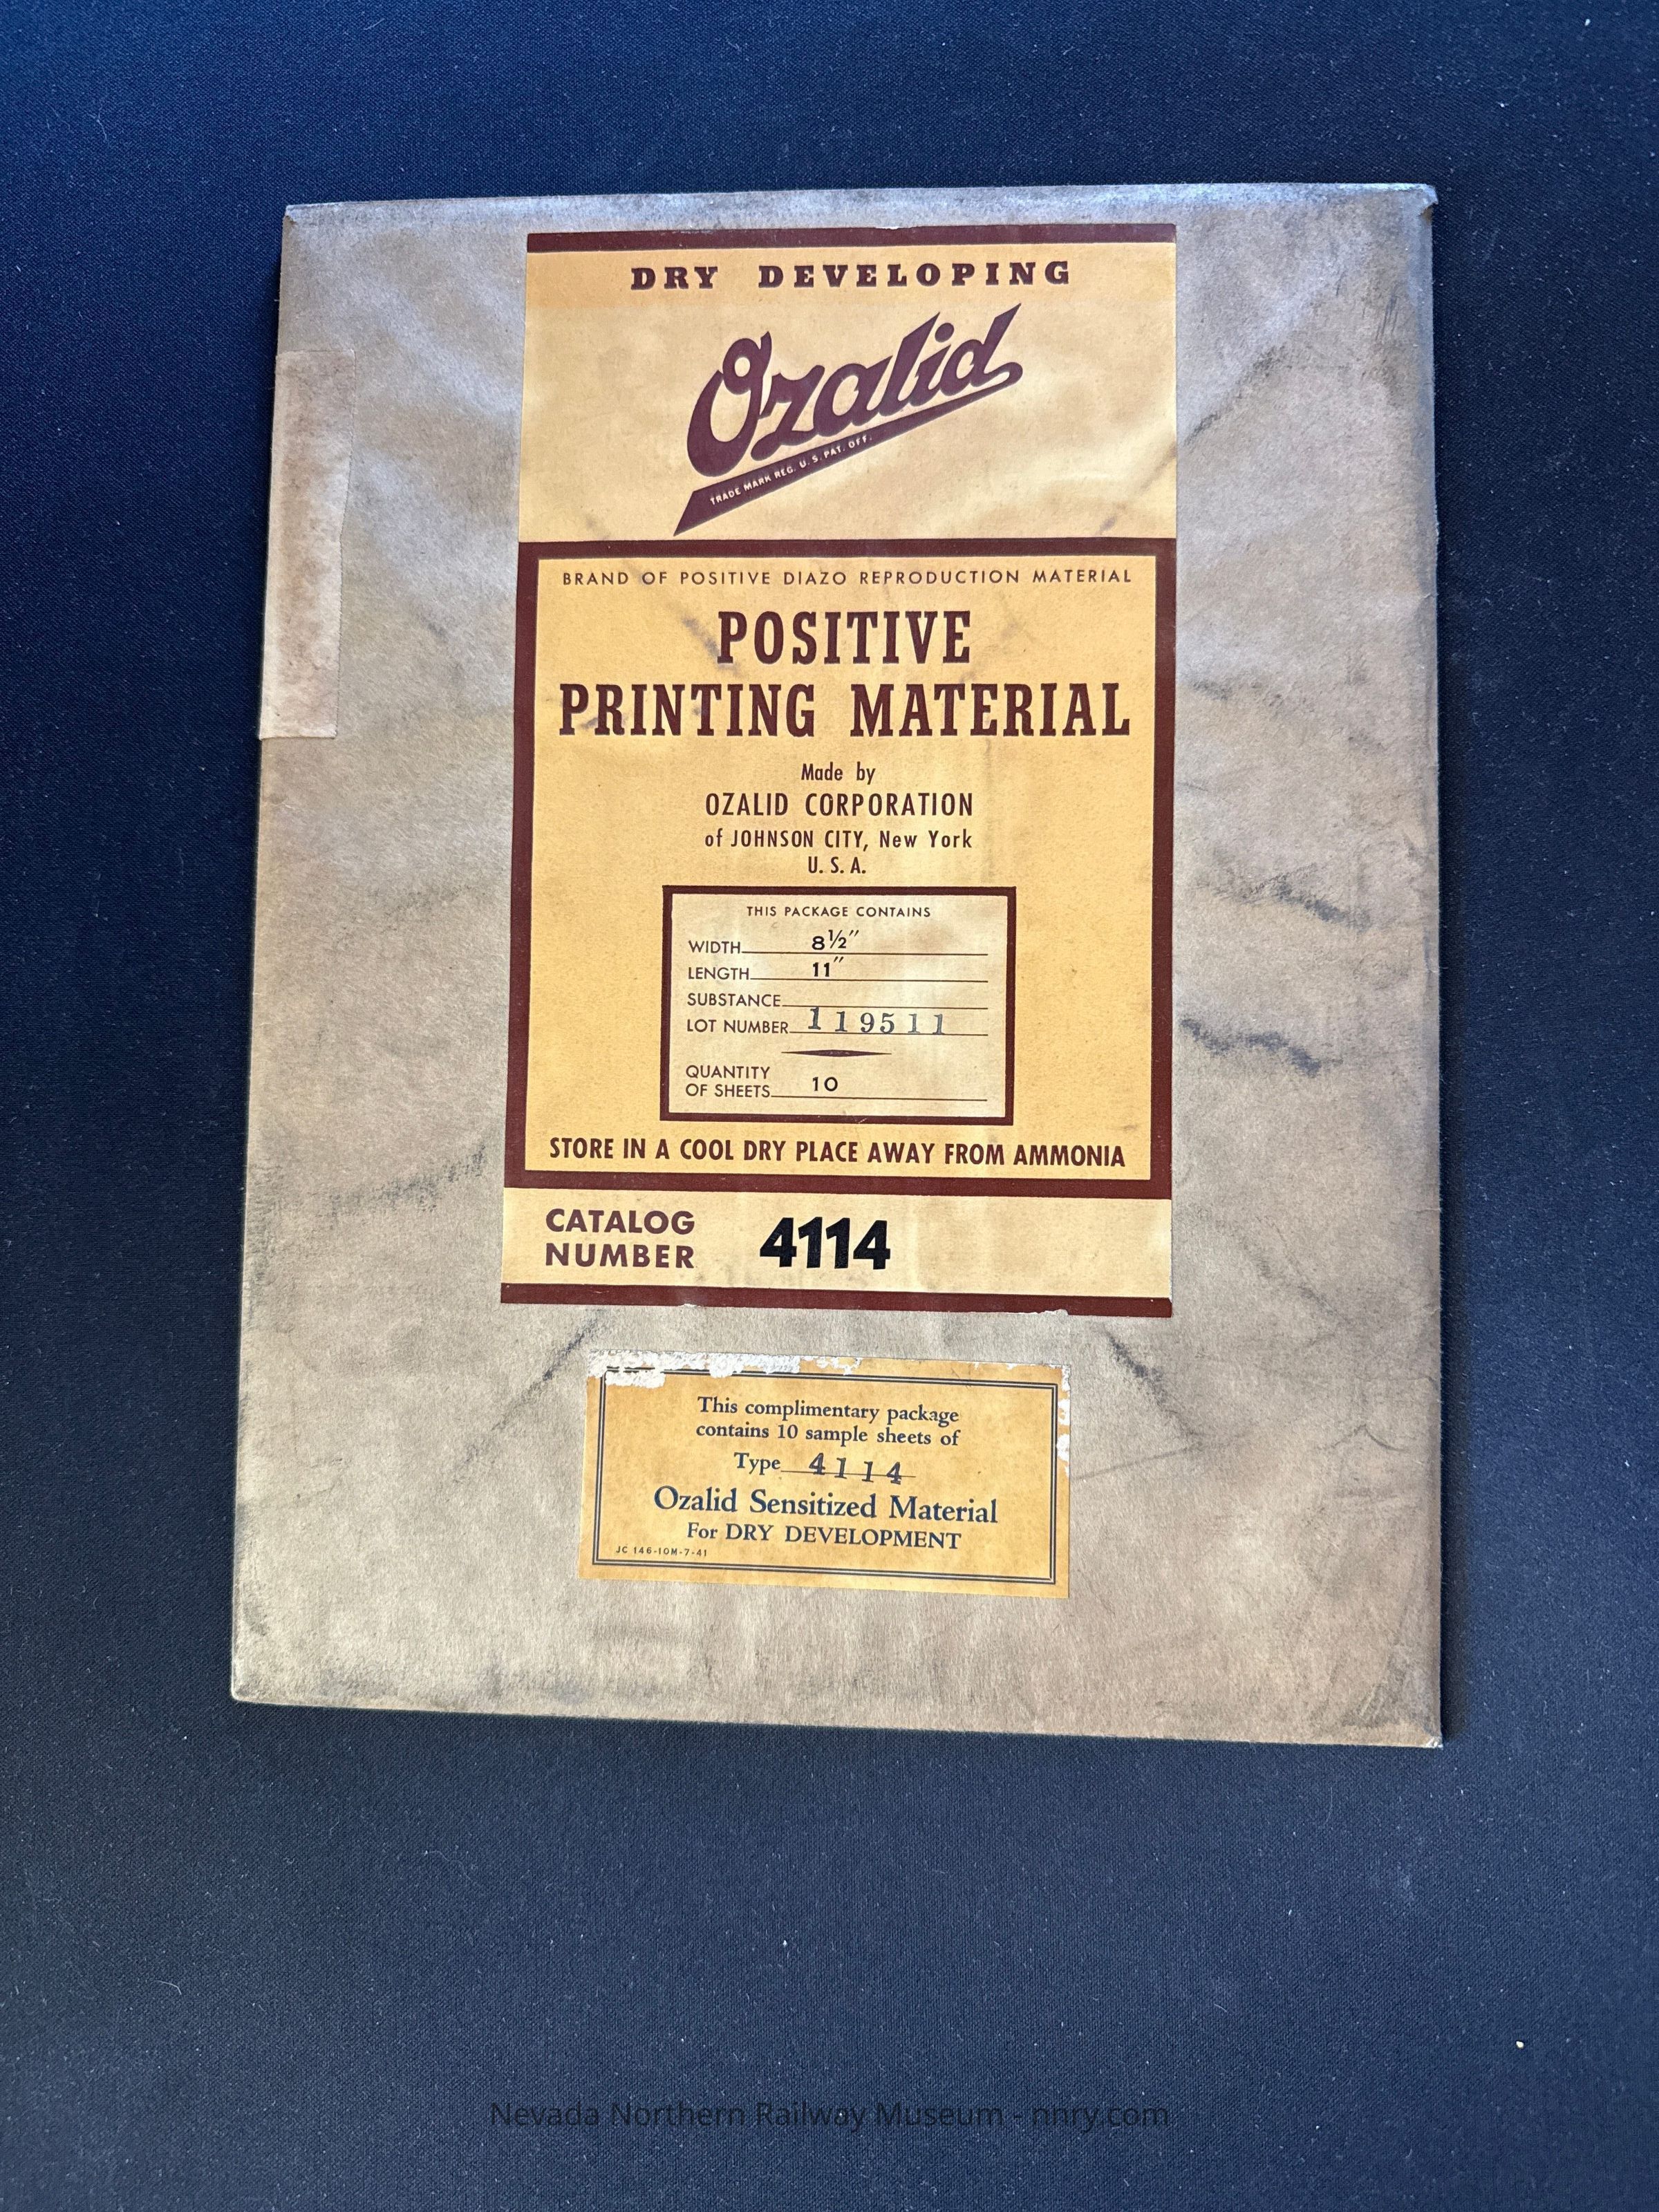 DRY DEVELOPING
Ozalid
TRADE MARK REG. U.S. PAT. OFF.
BRAND OF POSITIVE DIAZO REPRODUCTION MATERIAL
POSITIVE
PRINTING MATERIAL
Made by
OZALID CORPORATION
of JOHNSON CITY, New York
U. S. A.
THIS PACKAGE CONTAINS
WIDTH 8½"
LENGTH 11"
SUBSTANCE
LOT NUMBER 119511
QUANTITY
OF SHEETS 10
STORE IN A COOL DRY PLACE AWAY FROM AMMONIA
CATALOG
NUMBER 4114
This complimentary package
contains 10 sample sheets of
Type 4114
Ozalid Sensitized Material
For DRY DEVELOPMENT
JC 146-10M-7-41
Nevada Northern Railway Museum - nnry.com